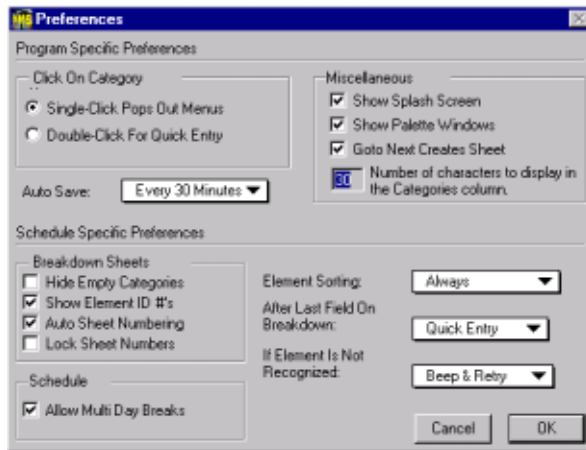 Preferences
Program Specific Preferences
Click On Category
Single-Click Pops Out Menus
Double-Click For Quick Entry
Auto Save:
Every 30 Minutes
Miscellaneous
Show Splash Screen
Show Palette Windows
Goto Next Creates Sheet
30
Number of characters to display in
the Categories column.
Schedule Specific Preferences
Breakdown Sheets
Hide Empty Categories
Show Element ID #'s
Auto Sheet Numbering
Lock Sheet Numbers
Schedule
Allow Multi Day Breaks
Element Sorting:
Always
After Last Field On
Breakdown:
Quick Entry
If Element Is Not
Recognized:
Beep & Retry
Cancel
OK